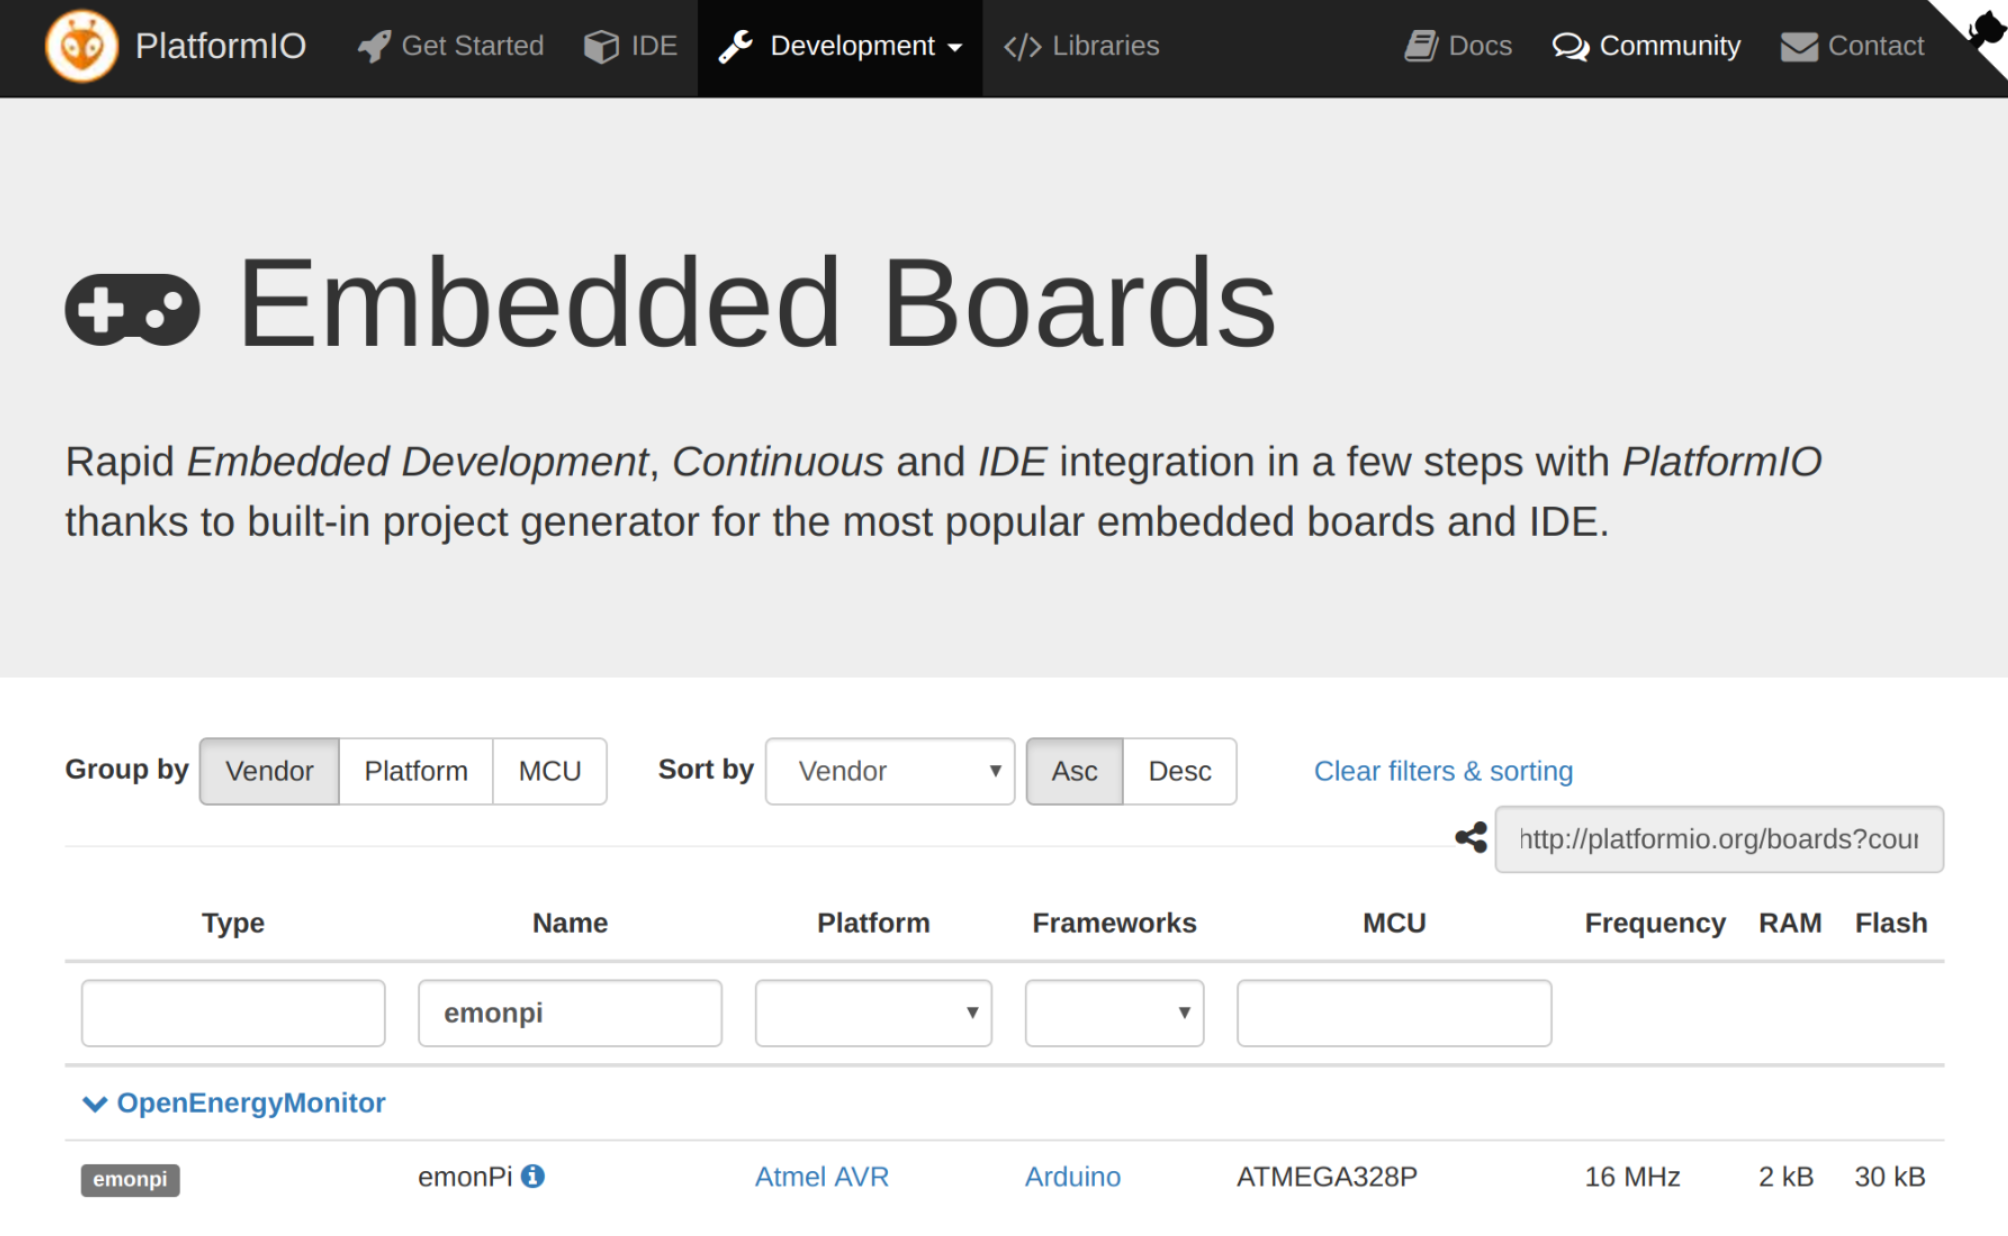 PlatformIO Get Started IDE Development </> Libraries Docs Community Contact
Embedded Boards
Rapid Embedded Development, Continuous and IDE integration in a few steps with PlatformIO
thanks to built-in project generator for the most popular embedded boards and IDE.
Group by Vendor Platform MCU Sort by Vendor Asc Desc Clear filters & sorting
http://platformio.org/boards?cour
Type Name Platform Frameworks MCU Frequency RAM Flash
emonpi
OpenEnergyMonitor
emonpi emonPi Atmel AVR Arduino ATMEGA328P 16 MHz 2 kB 30 kB